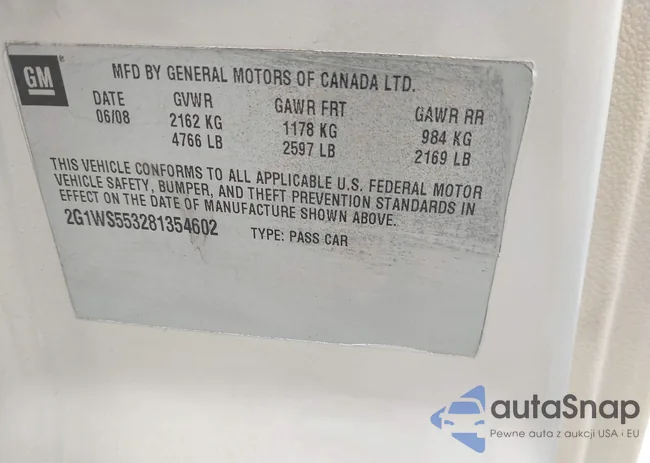 GM
MFD BY GENERAL MOTORS OF CANADA LTD.
DATE GVWR GAWR FRT GAWR RR
06/08 2162 KG 1178 KG 984 KG
4766 LB 2597 LB 2169 LB
THIS VEHICLE CONFORMS TO ALL APPLICABLE U.S. FEDERAL MOTOR
VEHICLE SAFETY, BUMPER, AND THEFT PREVENTION STANDARDS IN
EFFECT ON THE DATE OF MANUFACTURE SHOWN ABOVE.
2G1WS553281354602 TYPE: PASS CAR
autaSnap
Pewne auta z aukcji USA i EU